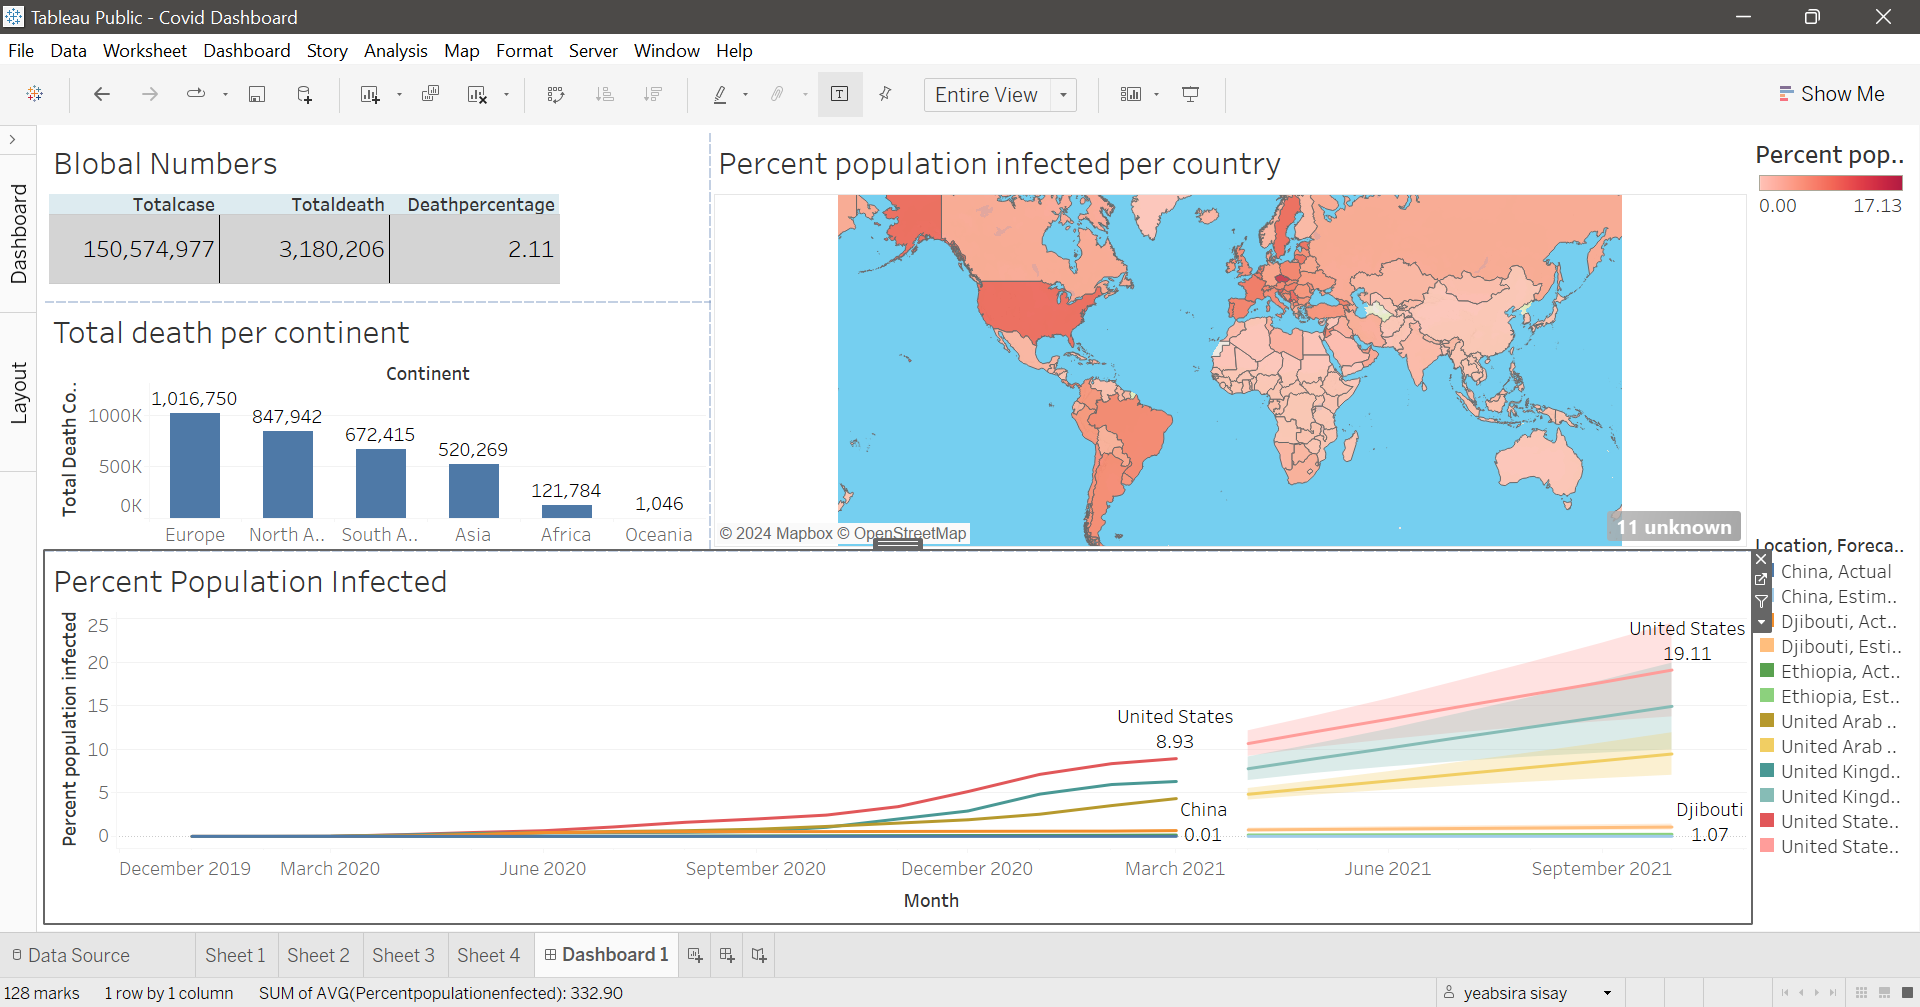 Tableau Public - Covid Dashboard
File Data Worksheet Dashboard Story Analysis Map Format Server Window Help
Entire View
Show Me
Dashboard
Layout
Blobal Numbers
Totalcase Totaldeath Deathpercentage
150,574,977 3,180,206 2.11
Total death per continent
Continent
Total Death Co..
1000K
500K
0K
1,016,750
847,942
672,415
520,269
121,784
1,046
Europe North A.. South A.. Asia Africa Oceania
Percent population infected per country
© 2024 Mapbox © OpenStreetMap
11 unknown
Percent pop..
0.00 17.13
Percent Population Infected
Percent population infected
25
20
15
10
5
0
United States
8.93
China
0.01
United States
19.11
Djibouti
1.07
December 2019 March 2020 June 2020 September 2020 December 2020 March 2021 June 2021 September 2021
Month
Location, Foreca..
China, Actual
China, Estim..
Djibouti, Act..
Djibouti, Esti..
Ethiopia, Act..
Ethiopia, Est..
United Arab ..
United Arab ..
United Kingd..
United Kingd..
United State..
United State..
Data Source Sheet 1 Sheet 2 Sheet 3 Sheet 4 Dashboard 1
128 marks 1 row by 1 column SUM of AVG(Percentpopulationenfected): 332.90
yeabsira sisay